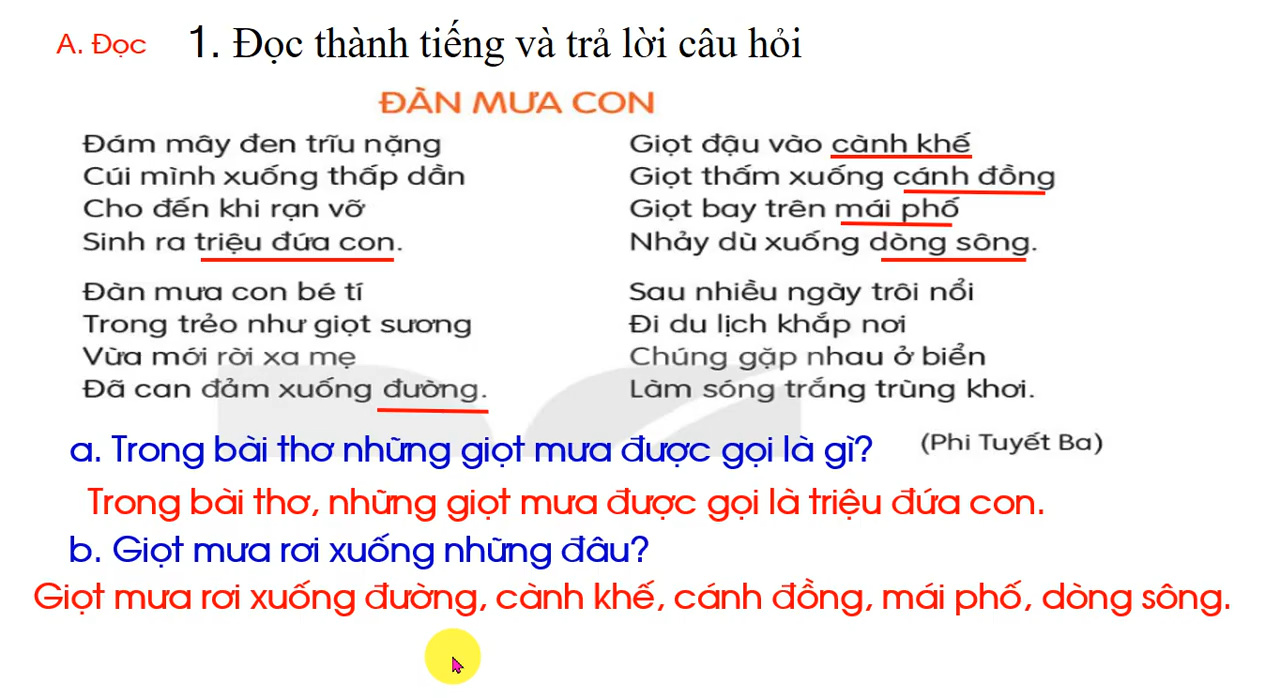 A. Đọc 1. Đọc thành tiếng và trả lời câu hỏi
ĐÀN MƯA CON
Đám mây đen trĩu nặng
Cúi mình xuống thấp dần
Cho đến khi rạn vỡ
Sinh ra triệu đứa con.
Đàn mưa con bé tí
Trong trẻo như giọt sương
Vừa mới rời xa mẹ
Đã can đảm xuống đường.
Giọt đậu vào cành khế
Giọt thấm xuống cánh đồng
Giọt bay trên mái phố
Nhảy dù xuống dòng sông.
Sau nhiều ngày trôi nổi
Đi du lịch khắp nơi
Chúng gặp nhau ở biển
Làm sóng trắng trùng khơi.
(Phi Tuyết Ba)
a. Trong bài thơ những giọt mưa được gọi là gì?
Trong bài thơ, những giọt mưa được gọi là triệu đứa con.
b. Giọt mưa rơi xuống những đâu?
Giọt mưa rơi xuống đường, cành khế, cánh đồng, mái phố, dòng sông.